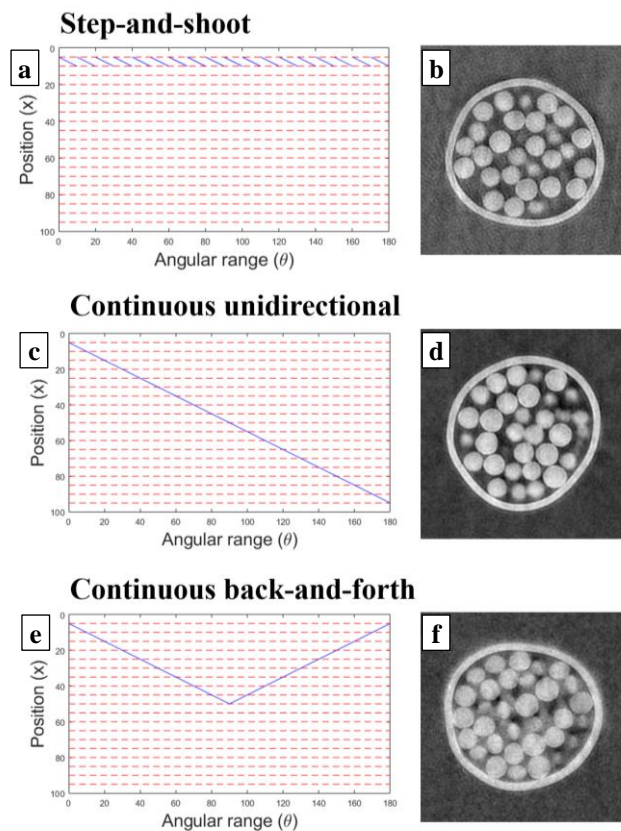 Step-and-shoot
a
b
0
20
40
60
80
100
Position (x)
0 20 40 60 80 100 120 140 160 180
Angular range (θ)
Continuous unidirectional
c
d
0
20
40
60
80
100
Position (x)
0 20 40 60 80 100 120 140 160 180
Angular range (θ)
Continuous back-and-forth
e
f
0
20
40
60
80
100
Position (x)
0 20 40 60 80 100 120 140 160 180
Angular range (θ)